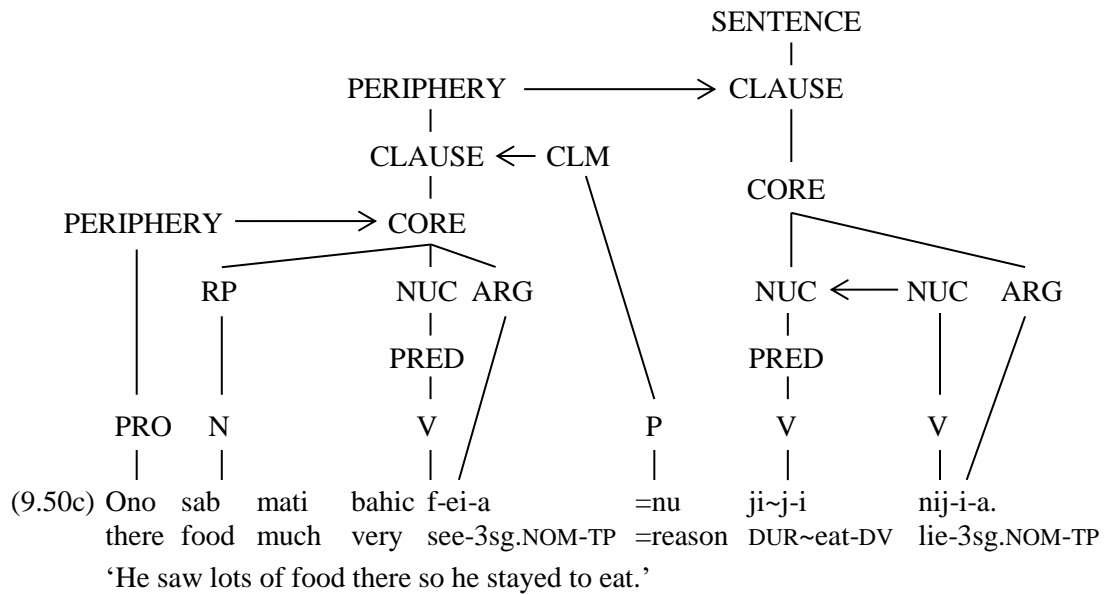 SENTENCE
PERIPHERY CLAUSE
CLAUSE CLM
CORE
PERIPHERY CORE
RP NUC ARG NUC NUC ARG
PRED PRED
PRO N V P V V
(9.50c) Ono sab mati bahic f-ei-a =nu ji~j-i nij-i-a.
there food much very see-3sg.NOM-TP =reason DUR~eat-DV lie-3sg.NOM-TP
‘He saw lots of food there so he stayed to eat.’